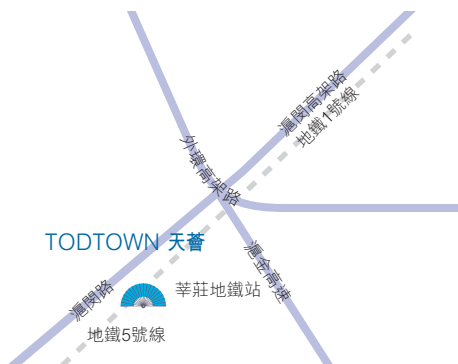 滬閔高架路
地鐵1號線
外環高架路
TODTOWN 天薈
滬金高速
滬閔路
莘莊地鐵站
地鐵5號線